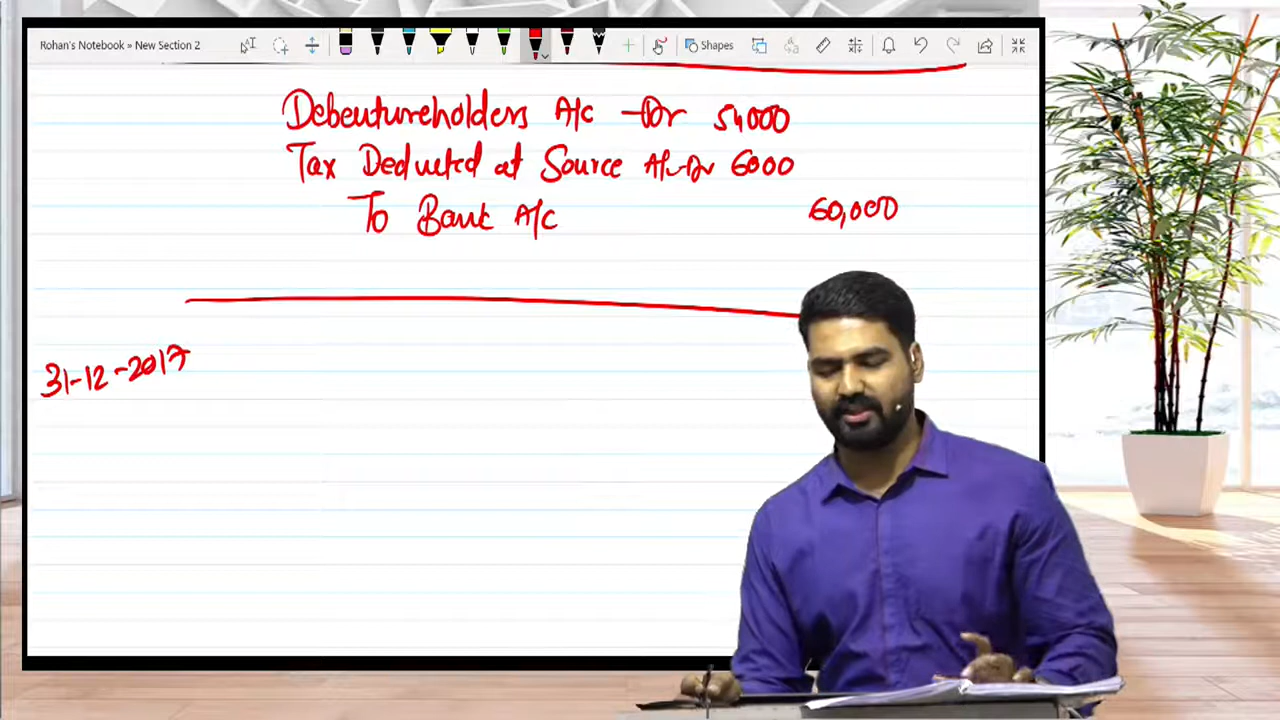 Rohan's Notebook » New Section 2
Shapes
Debentureholders A/c -Dr 54000
Tax Deducted at Source A/c-Dr 6000
To Bank A/c 60,000
31-12-2017